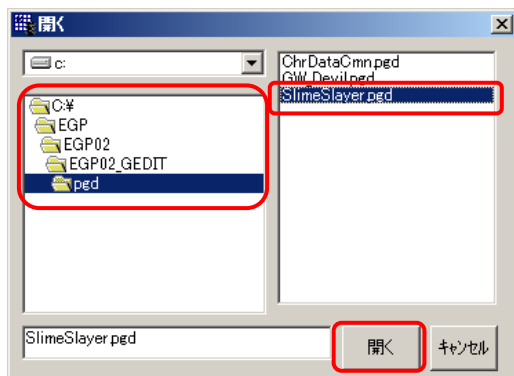 開く
c:
C:¥
EGP
EGP02
EGP02_GEDIT
pgd
ChrDataCmn.pgd
GW_Devil.pgd
SlimeSlayer.pgd
SlimeSlayer.pgd
開く
キャンセル